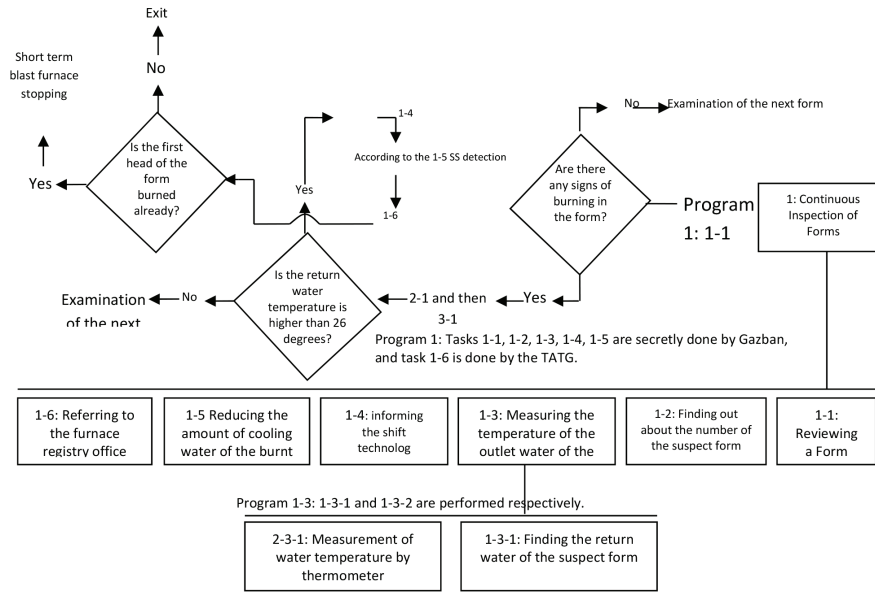 Exit
Short term
blast furnace
stopping
No
Is the first
head of the
form
burned
already?
Yes
Yes
1-4
According to the 1-5 SS detection
1-6
No
Examination of the next form
Are there
any signs of
burning in
the form?
Program
1: 1-1
1: Continuous
Inspection of
Forms
Is the return
water
temperature is
higher than 26
degrees?
No
Examination
of the next
2-1 and then
3-1
Yes
Program 1: Tasks 1-1, 1-2, 1-3, 1-4, 1-5 are secretly done by Gazban,
and task 1-6 is done by the TATG.
1-6: Referring to
the furnace
registry office
1-5 Reducing the
amount of cooling
water of the burnt
1-4: informing
the shift
technolog
1-3: Measuring the
temperature of the
outlet water of the
1-2: Finding out
about the number of
the suspect form
1-1:
Reviewing
a Form
Program 1-3: 1-3-1 and 1-3-2 are performed respectively.
2-3-1: Measurement of
water temperature by
thermometer
1-3-1: Finding the return
water of the suspect form